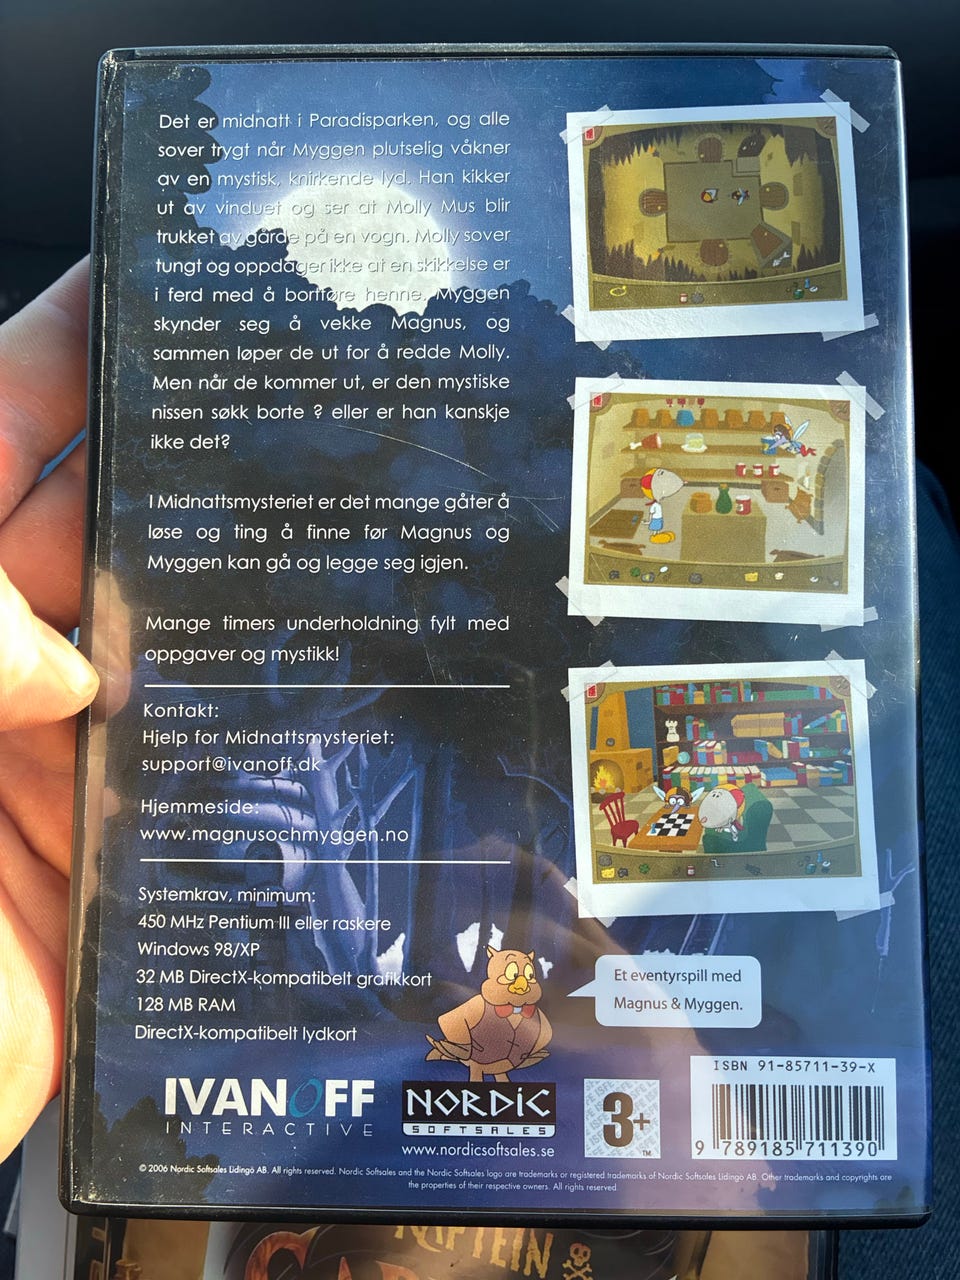 Det er midnatt i Paradisparken, og alle
sover trygt når Myggen plutselig våkner
av en mystisk, knirkende lyd. Han kikker
ut av vinduet og ser at Molly Mus blir
trukket av gårde på en vogn. Molly sover
tungt og oppdager ikke at en skikkelse er
i ferd med å bortføre henne. Myggen
skynder seg å vekke Magnus, og
sammen løper de ut for å redde Molly.
Men når de kommer ut, er den mystiske
nissen søkk borte ? eller er han kanskje
ikke det?
I Midnattsmysteriet er det mange gåter å
løse og ting å finne før Magnus og
Myggen kan gå og legge seg igjen.
Mange timers underholdning fylt med
oppgaver og mystikk!
Kontakt:
Hjelp for Midnattsmysteriet:
support@ivanoff.dk
Hjemmeside:
www.magnusochmyggen.no
Systemkrav, minimum:
450 MHz Pentium III eller raskere
Windows 98/XP
32 MB DirectX-kompatibelt grafikkort
128 MB RAM
DirectX-kompatibelt lydkort
Et eventyrspill med
Magnus & Myggen.
IVANOFF
INTERACTIVE
NORDIC
SOFTSALES
www.nordicsoftsales.se
3+
TM
ISBN 91-85711-39-X
9 789185 711390
© 2006 Nordic Softsales Lidingö AB. All rights reserved. Nordic Softsales and the Nordic Softsales logo are trademarks or registered trademarks of Nordic Softsales Lidingö AB. Other trademarks and copyrights are
the properties of their respective owners. All rights reserved
KAPTEIN